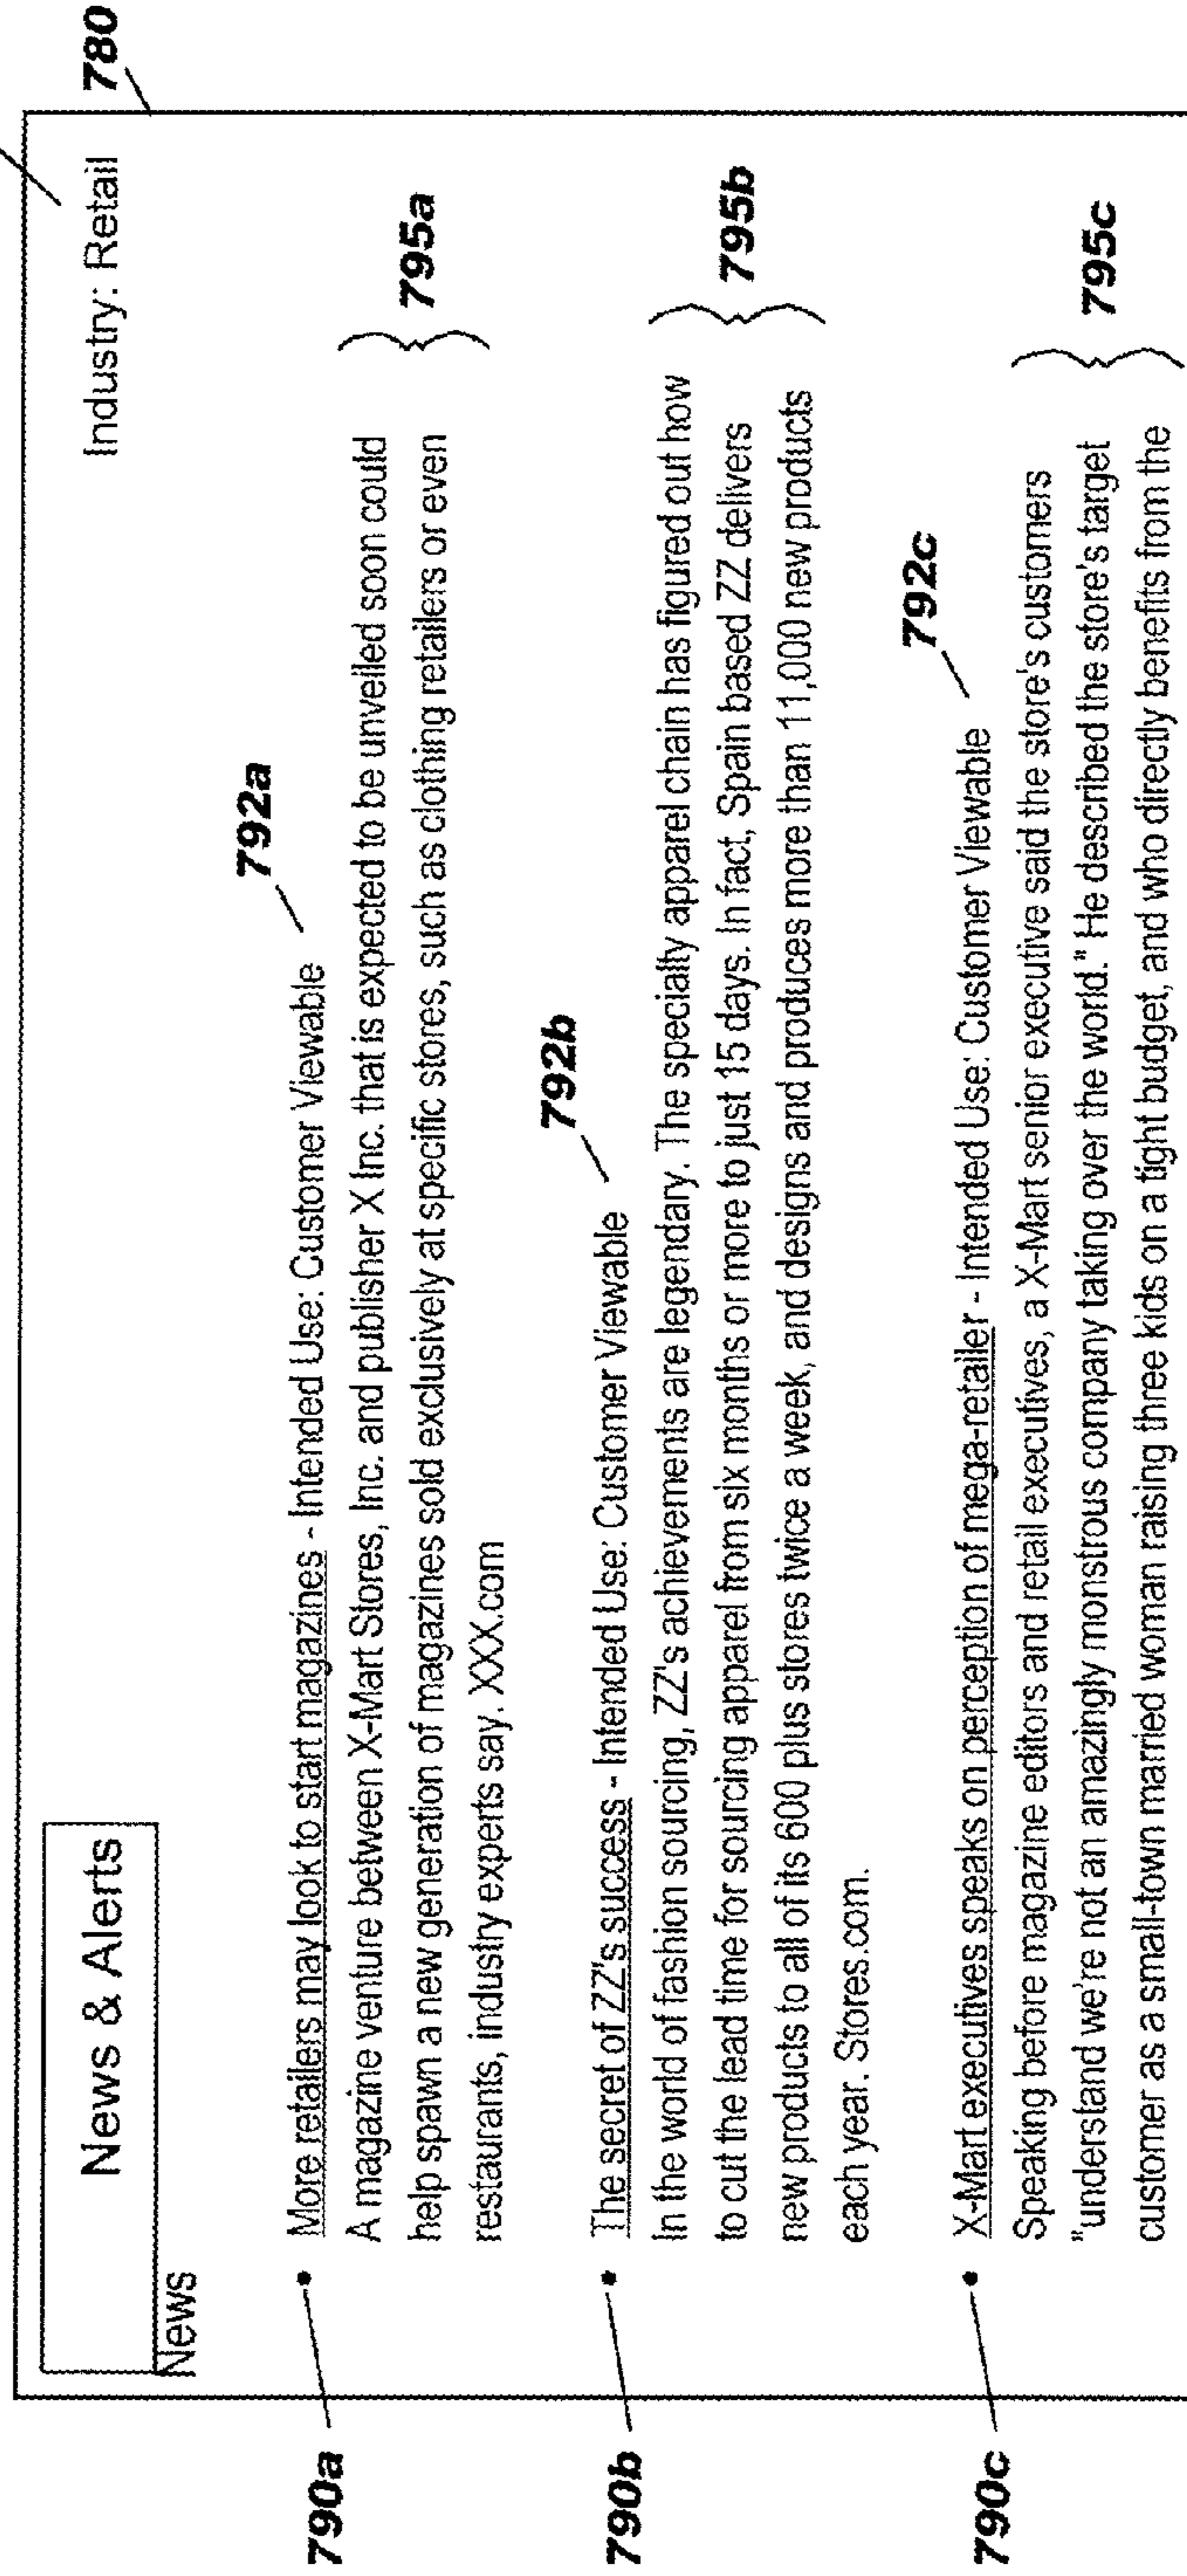 780
News & Alerts
Industry: Retail
News
792a
790a
• More retailers may look to start magazines - Intended Use: Customer Viewable
A magazine venture between X-Mart Stores, Inc. and publisher X Inc. that is expected to be unveiled soon could
help spawn a new generation of magazines sold exclusively at specific stores, such as clothing retailers or even
restaurants, industry experts say. XXX.com
795a
792b
790b
• The secret of ZZ's success - Intended Use: Customer Viewable
In the world of fashion sourcing, ZZ's achievements are legendary. The specialty apparel chain has figured out how
to cut the lead time for sourcing apparel from six months or more to just 15 days. In fact, Spain based ZZ delivers
new products to all of its 600 plus stores twice a week, and designs and produces more than 11,000 new products
each year. Stores.com.
795b
792c
790c
• X-Mart executives speaks on perception of mega-retailer - Intended Use: Customer Viewable
Speaking before magazine editors and retail executives, a X-Mart senior executive said the store's customers
"understand we're not an amazingly monstrous company taking over the world." He described the store's target
customer as a small-town married woman raising three kids on a tight budget, and who directly benefits from the
795c